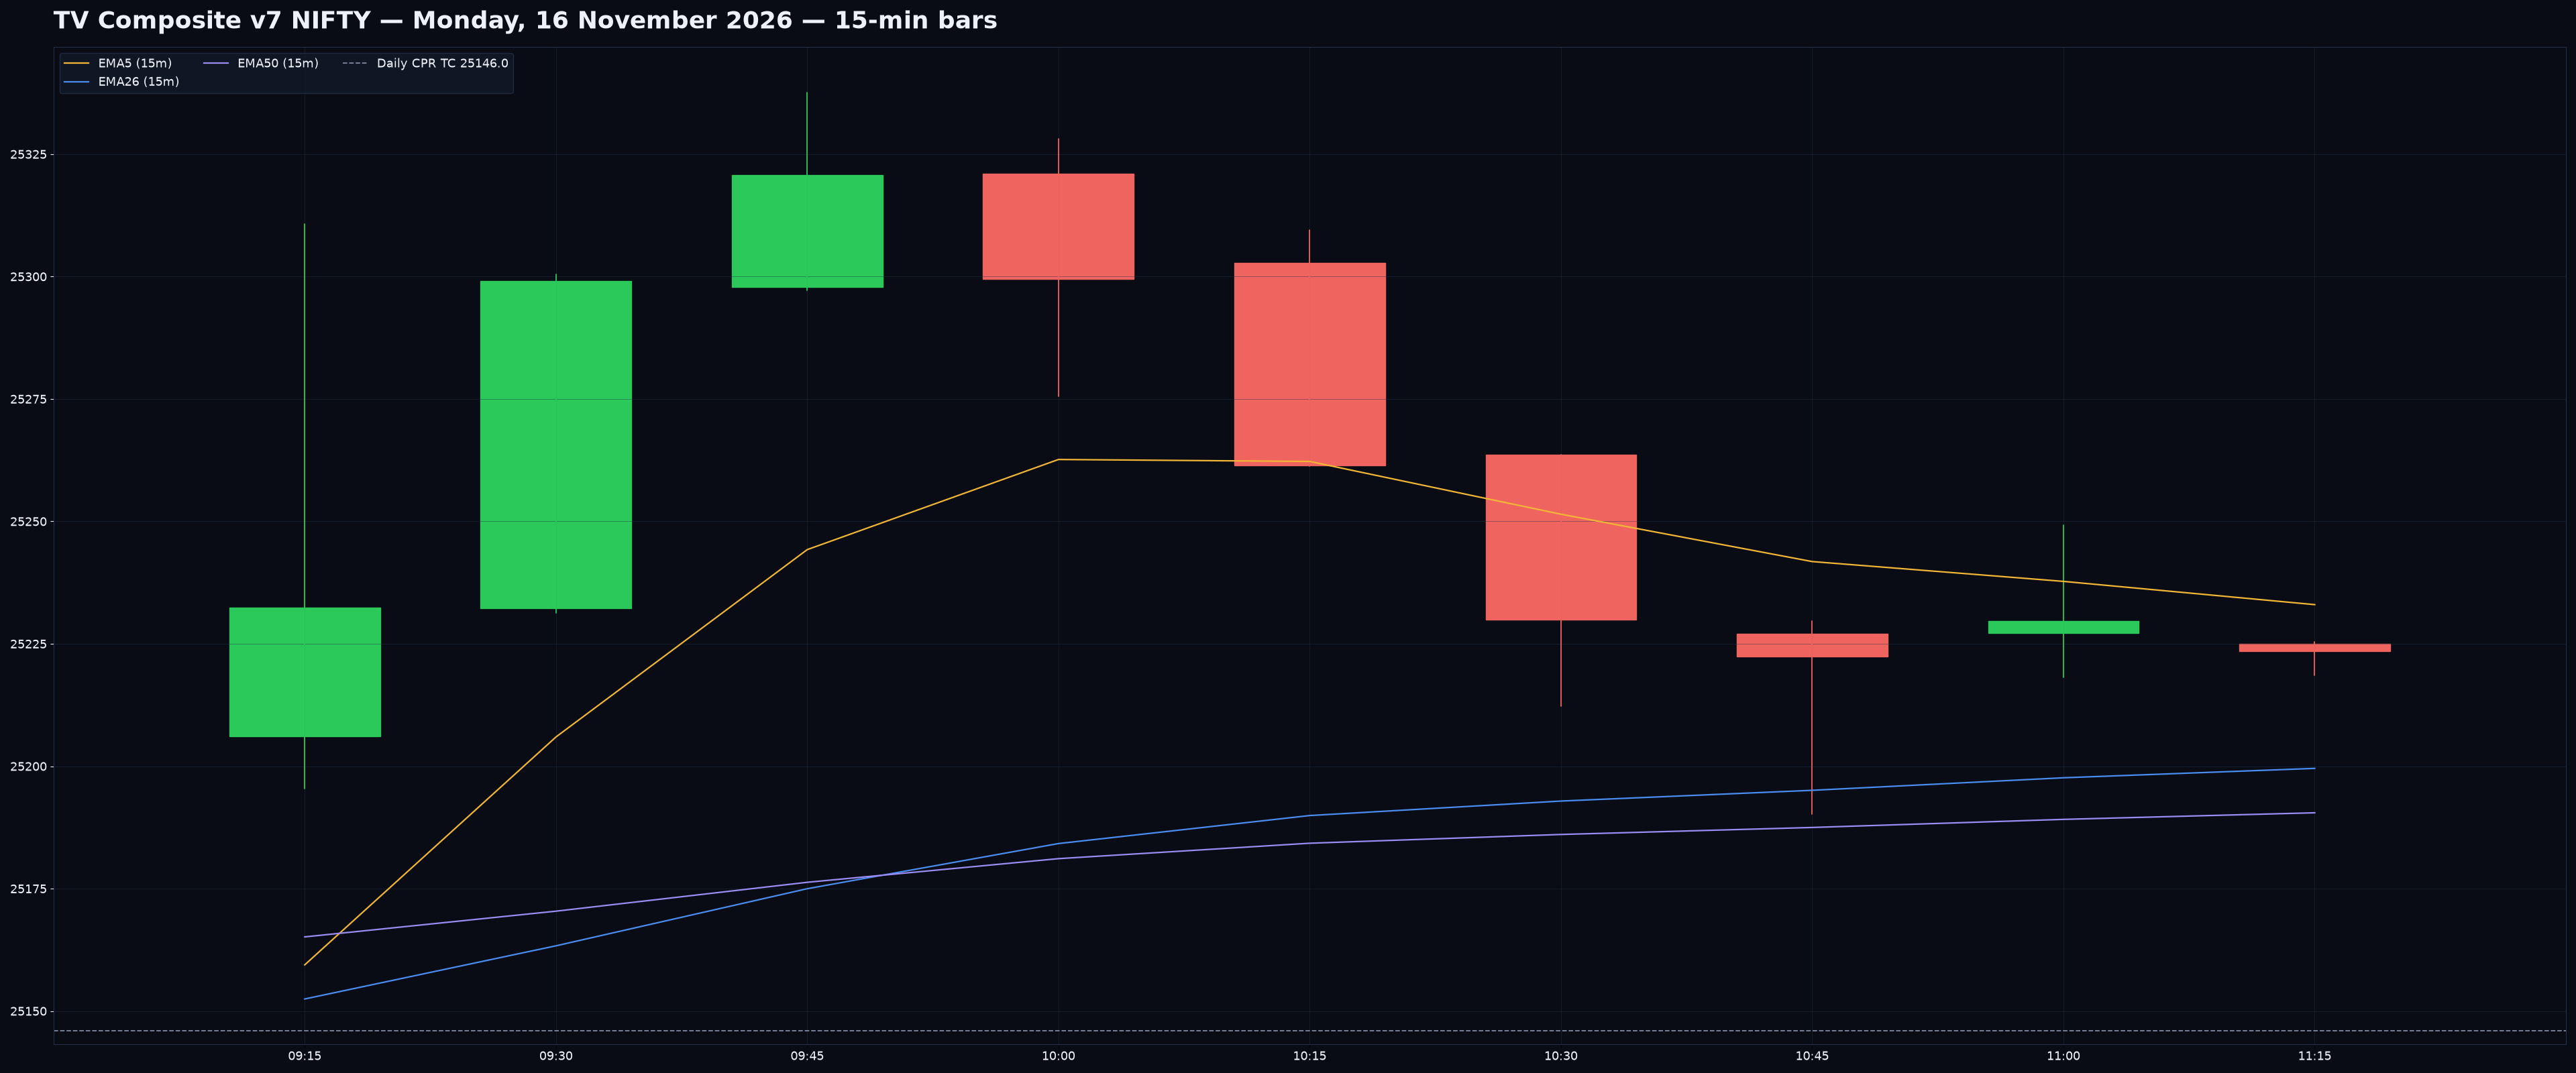 TV Composite v7 NIFTY — Monday, 16 November 2026 — 15-min bars
EMA5 (15m) EMA50 (15m) Daily CPR TC 25146.0
EMA26 (15m)
25325
25300
25275
25250
25225
25200
25175
25150
09:15 09:30 09:45 10:00 10:15 10:30 10:45 11:00 11:15